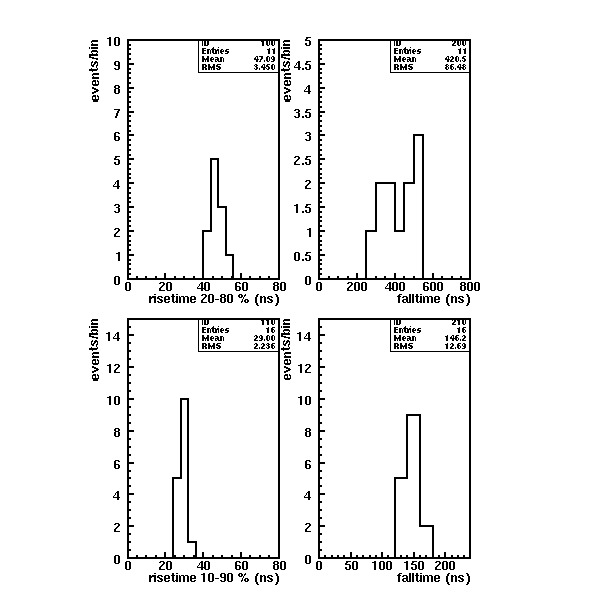 events/bin
10
9
8
7
6
5
4
3
2
1
0
ID 100
Entries 11
Mean 47.09
RMS 3.450
0 20 40 60 80
risetime 20-80 % (ns)
events/bin
5
4.5
4
3.5
3
2.5
2
1.5
1
0.5
0
ID 200
Entries 11
Mean 420.5
RMS 86.48
0 200 400 600 800
falltime (ns)
events/bin
14
12
10
8
6
4
2
0
ID 110
Entries 16
Mean 29.00
RMS 2.236
0 20 40 60 80
risetime 10-90 % (ns)
events/bin
14
12
10
8
6
4
2
0
ID 210
Entries 16
Mean 146.2
RMS 12.69
0 50 100 150 200
falltime (ns)